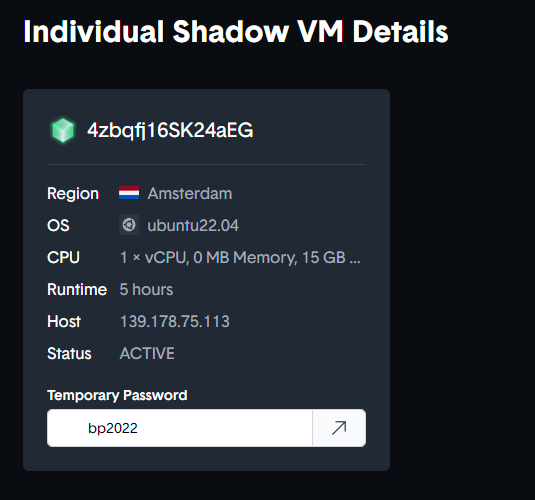 Individual Shadow VM Details
4zbqfj16SK24aEG
Region Amsterdam
OS ubuntu22.04
CPU 1 × vCPU, 0 MB Memory, 15 GB ...
Runtime 5 hours
Host 139.178.75.113
Status ACTIVE
Temporary Password
bp2022